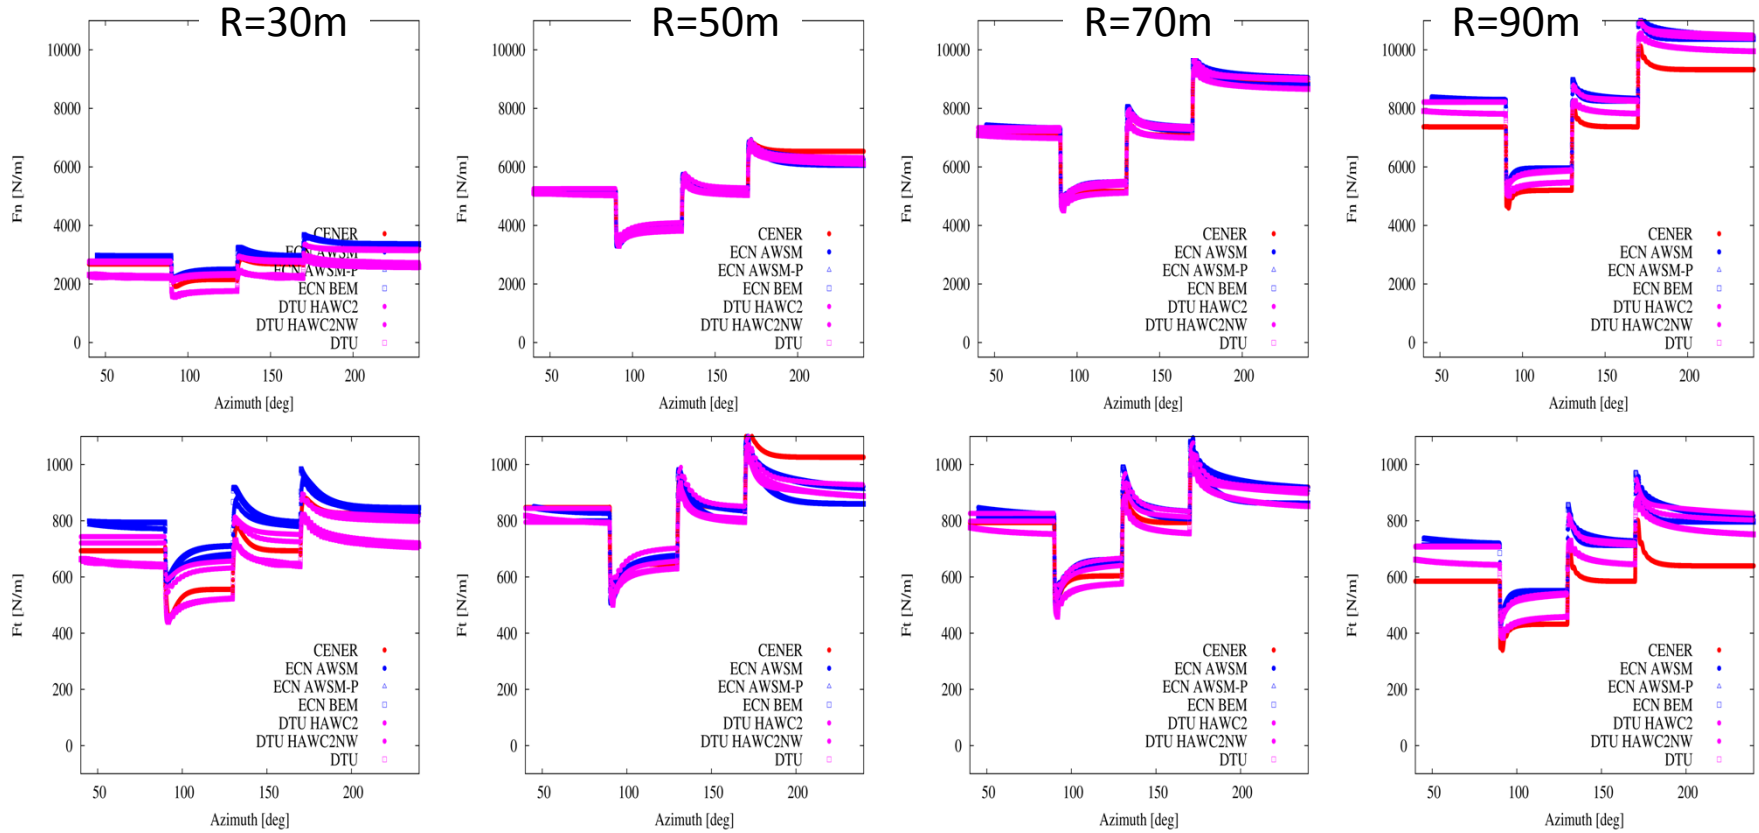 R=30m
R=50m
R=70m
R=90m
10000
8000
6000
4000
2000
0
Fn [N/m]
CENER
ECN AWSM
ECN AWSM-P
ECN BEM
DTU HAWC2
DTU HAWC2NW
DTU
50
100
150
200
Azimuth [deg]
10000
8000
6000
4000
2000
0
Fn [N/m]
CENER
ECN AWSM
ECN AWSM-P
ECN BEM
DTU HAWC2
DTU HAWC2NW
DTU
50
100
150
200
Azimuth [deg]
10000
8000
6000
4000
2000
0
Fn [N/m]
CENER
ECN AWSM
ECN AWSM-P
ECN BEM
DTU HAWC2
DTU HAWC2NW
DTU
50
100
150
200
Azimuth [deg]
10000
8000
6000
4000
2000
0
Fn [N/m]
CENER
ECN AWSM
ECN AWSM-P
ECN BEM
DTU HAWC2
DTU HAWC2NW
DTU
50
100
150
200
Azimuth [deg]
1000
800
600
400
200
0
Ft [N/m]
CENER
ECN AWSM
ECN AWSM-P
ECN BEM
DTU HAWC2
DTU HAWC2NW
DTU
50
100
150
200
Azimuth [deg]
1000
800
600
400
200
0
Ft [N/m]
CENER
ECN AWSM
ECN AWSM-P
ECN BEM
DTU HAWC2
DTU HAWC2NW
DTU
50
100
150
200
Azimuth [deg]
1000
800
600
400
200
0
Ft [N/m]
CENER
ECN AWSM
ECN AWSM-P
ECN BEM
DTU HAWC2
DTU HAWC2NW
DTU
50
100
150
200
Azimuth [deg]
1000
800
600
400
200
0
Ft [N/m]
CENER
ECN AWSM
ECN AWSM-P
ECN BEM
DTU HAWC2
DTU HAWC2NW
DTU
50
100
150
200
Azimuth [deg]